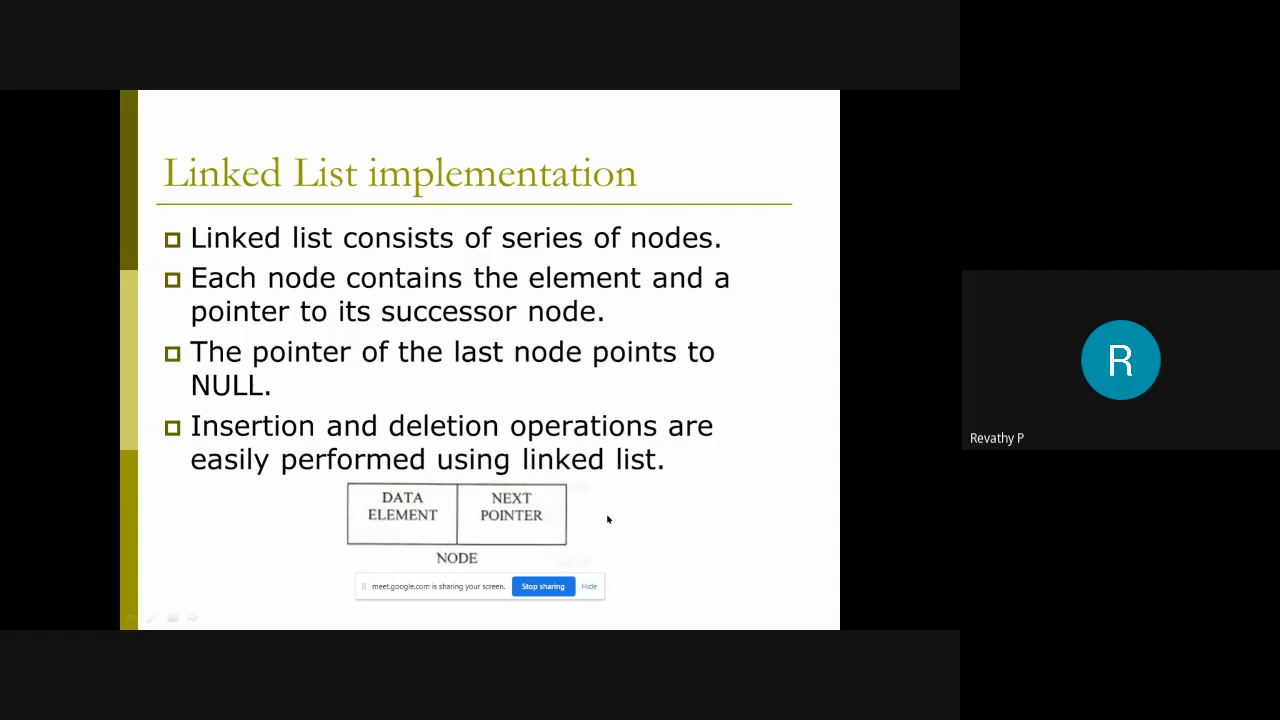 Linked List implementation
Linked list consists of series of nodes.
Each node contains the element and a
pointer to its successor node.
The pointer of the last node points to
NULL.
Insertion and deletion operations are
easily performed using linked list.
DATA NEXT
ELEMENT POINTER
NODE
meet.google.com is sharing your screen. Stop sharing Hide
R
Revathy P